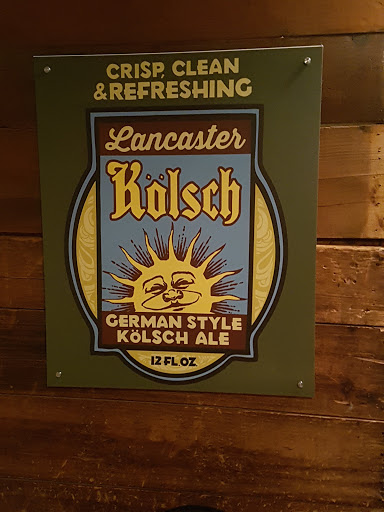 CRISP, CLEAN
& REFRESHING
Lancaster
Kölsch
GERMAN STYLE
KÖLSCH ALE
12 FL. OZ.